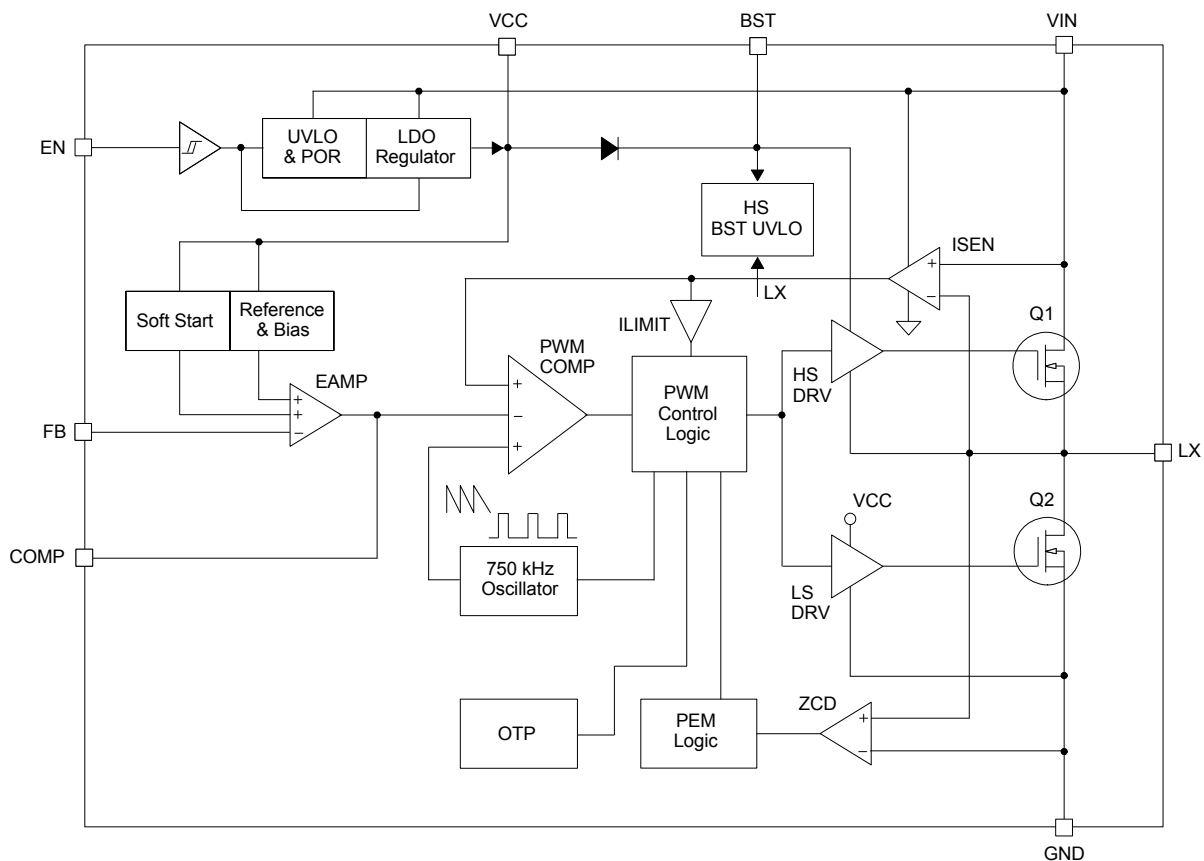 VCC
BST
VIN
EN
UVLO
& POR
LDO
Regulator
HS
BST UVLO
LX
ISEN
+
−
Soft Start
Reference
& Bias
ILIMIT
Q1
EAMP
+
+
−
PWM
COMP
+
−
+
PWM
Control
Logic
HS
DRV
FB
LX
VCC
Q2
COMP
750 kHz
Oscillator
LS
DRV
OTP
PEM
Logic
ZCD
+
−
GND